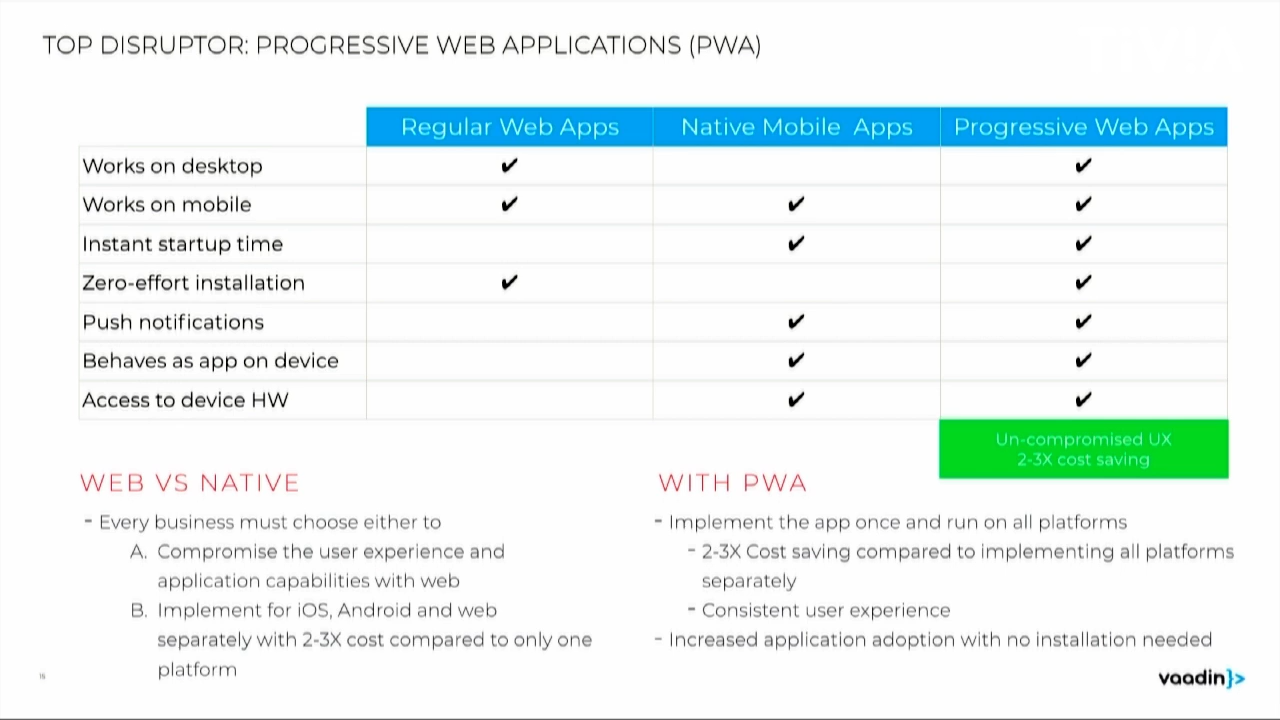 TOP DISRUPTOR: PROGRESSIVE WEB APPLICATIONS (PWA)
Regular Web Apps Native Mobile Apps Progressive Web Apps
Works on desktop ✔ ✔
Works on mobile ✔ ✔ ✔
Instant startup time ✔ ✔
Zero-effort installation ✔ ✔
Push notifications ✔ ✔
Behaves as app on device ✔ ✔
Access to device HW ✔ ✔
Un-compromised UX
2-3X cost saving
WEB VS NATIVE
- Every business must choose either to
A. Compromise the user experience and
application capabilities with web
B. Implement for iOS, Android and web
separately with 2-3X cost compared to only one
platform
WITH PWA
- Implement the app once and run on all platforms
- 2-3X Cost saving compared to implementing all platforms
separately
- Consistent user experience
- Increased application adoption with no installation needed
vaadin}>